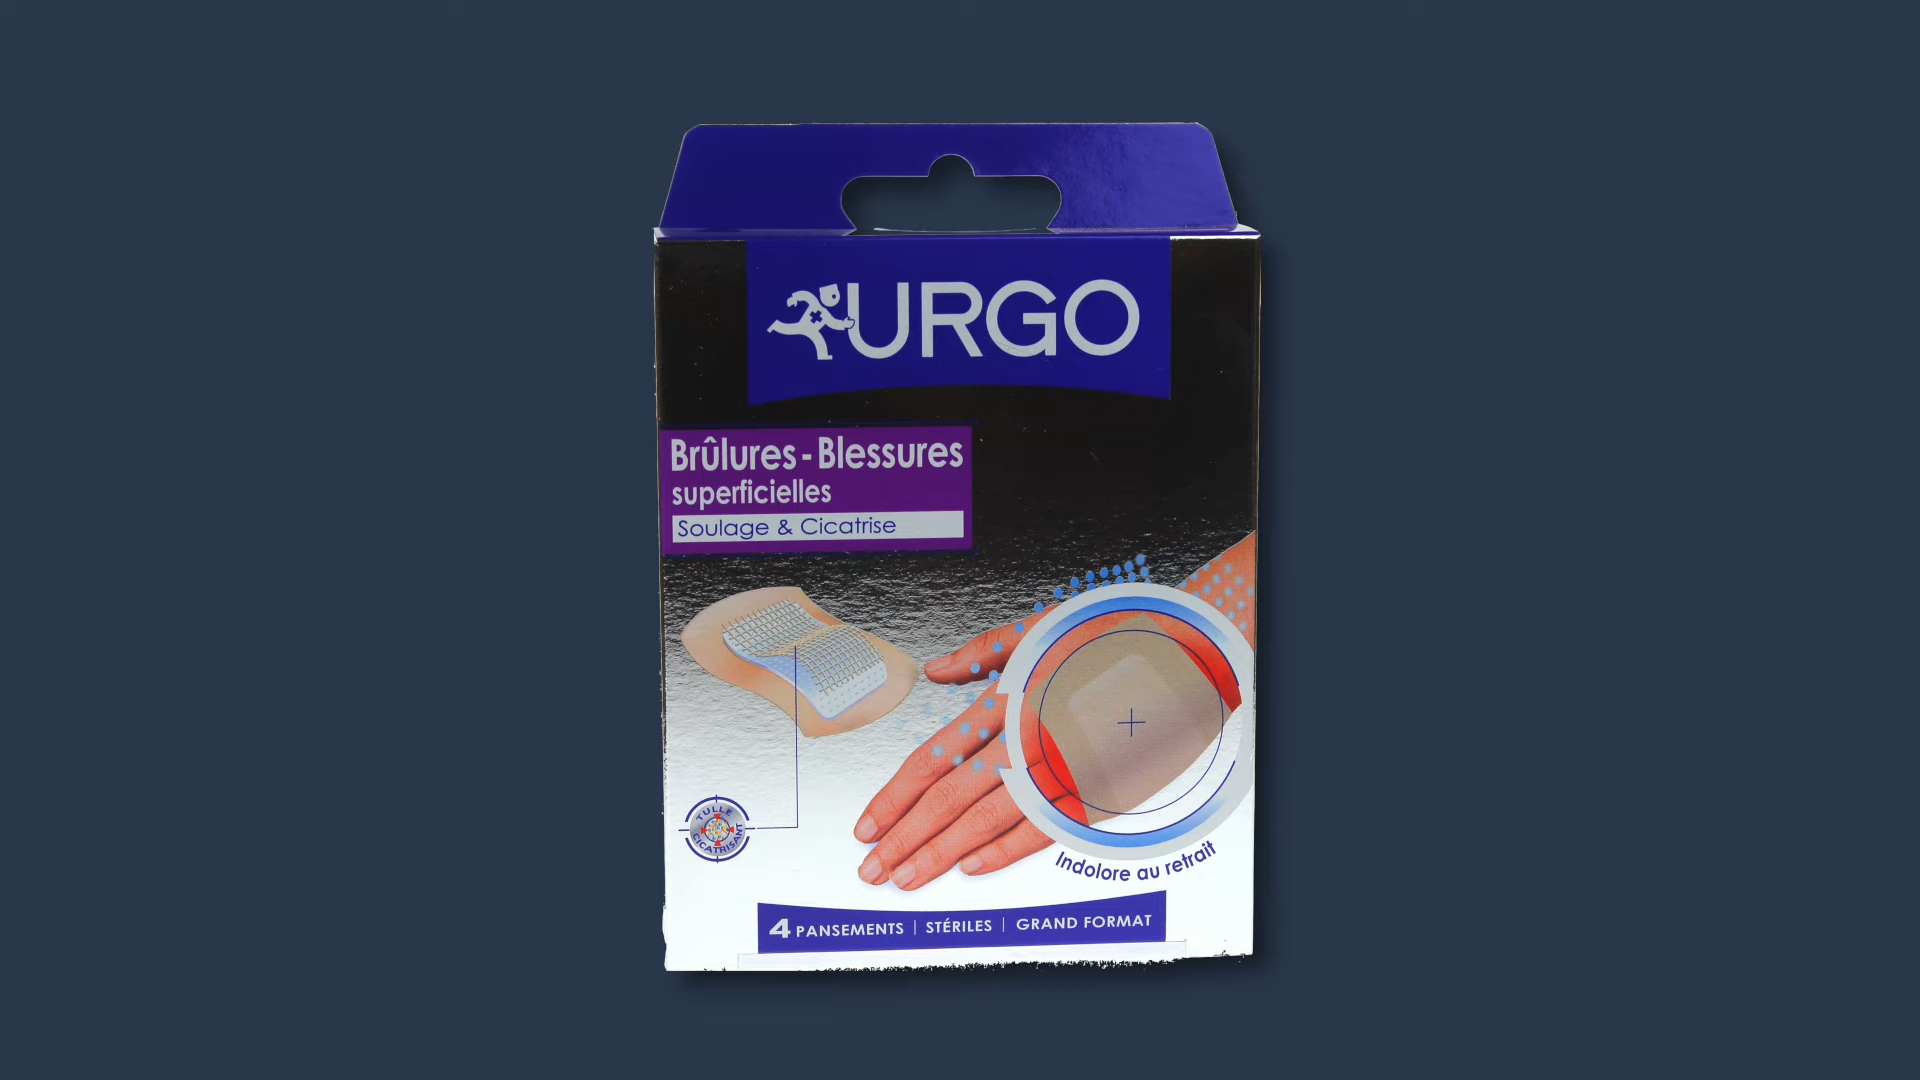 URGO
Brûlures - Blessures
superficielles
Soulage & Cicatrise
TULLE
CICATRISANT
Indolore au retrait
4 PANSEMENTS | STÉRILES | GRAND FORMAT